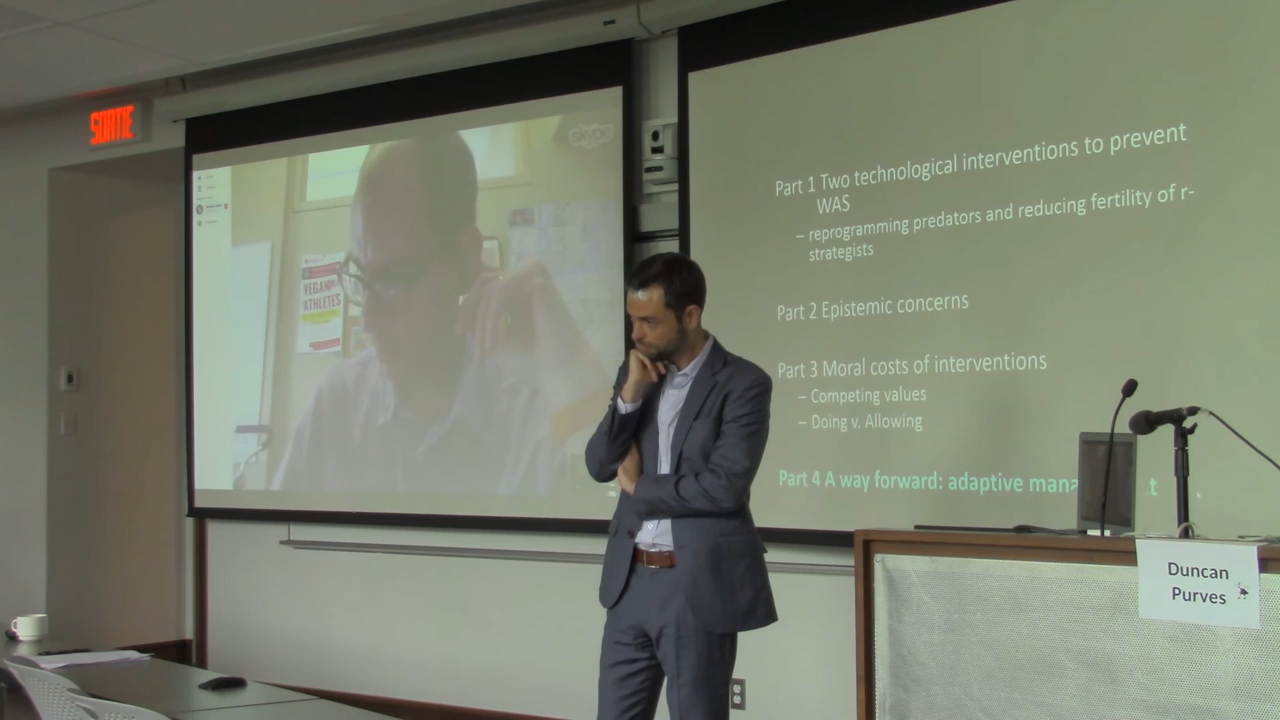 SORTIE
skype
VEGAN
ATHLETES
Part 1 Two technological interventions to prevent
WAS
– reprogramming predators and reducing fertility of r-
strategists
Part 2 Epistemic concerns
Part 3 Moral costs of interventions
– Competing values
– Doing v. Allowing
Part 4 A way forward: adaptive mana t
Duncan
Purves